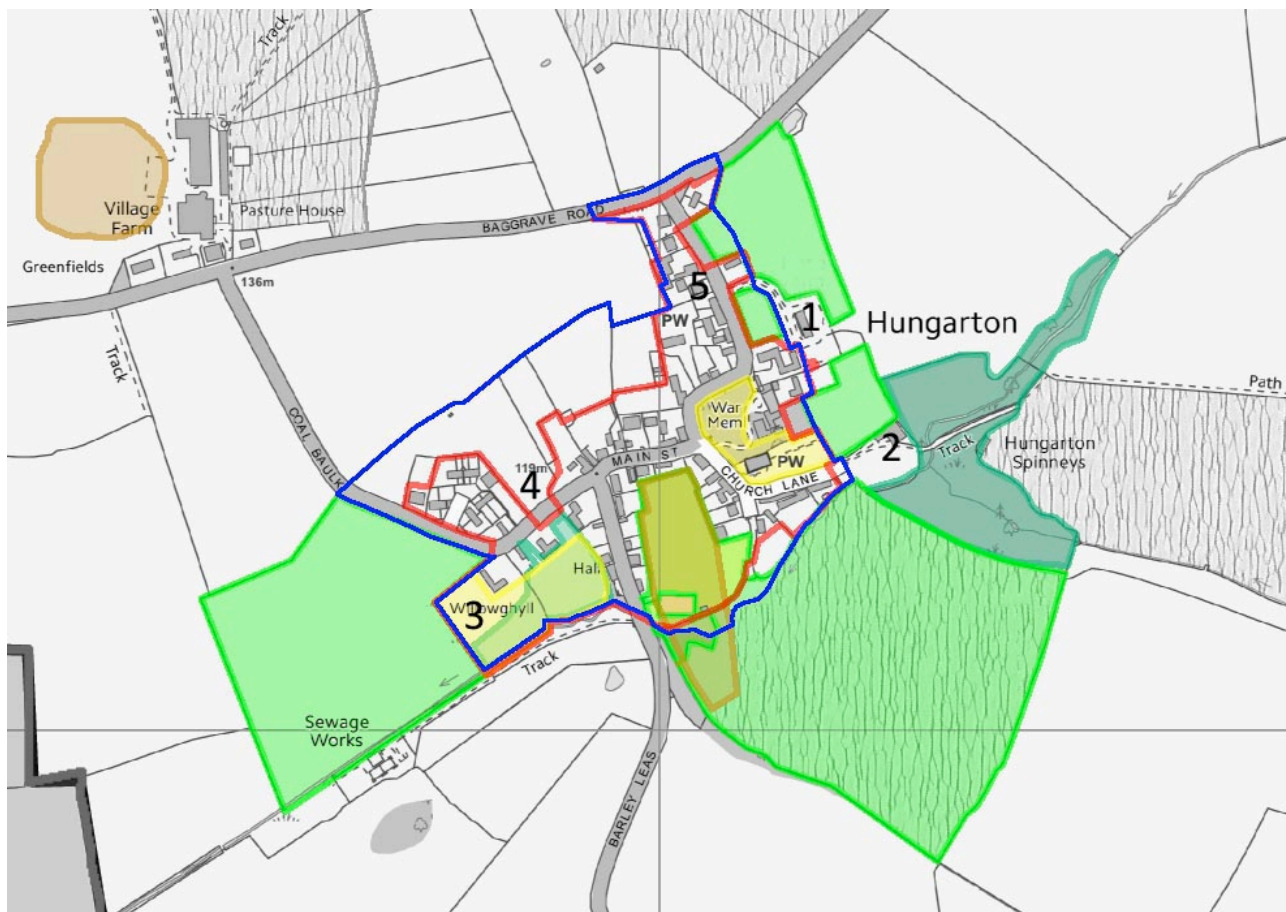 Track
Village
Farm
Pasture House
BAGGRAVE ROAD
Greenfields
136m
Track
COAL BAULK
5
PW
1
Hungarton
War
Mem
Path
Hungarton
Spinneys
2
Track
PW
CHURCH LANE
MAIN ST
119m
4
Hall
Willowghyll
3
Track
Sewage
Works
BARLEY LEAS